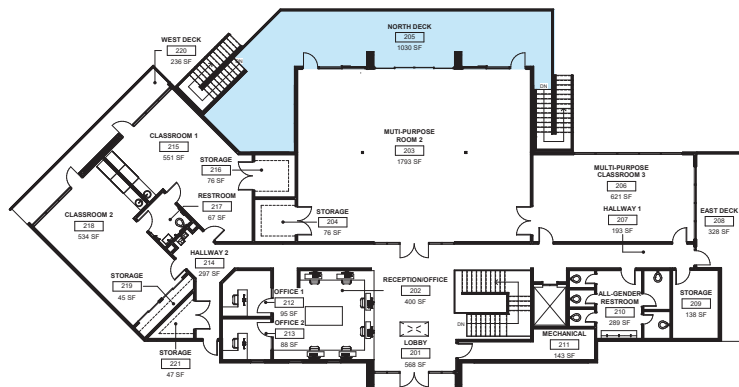 NORTH DECK
205
1030 SF
WEST DECK
220
236 SF
DN
DN
CLASSROOM 1
215
551 SF
MUTI-PURPOSE
ROOM 2
203
1793 SF
STORAGE
216
76 SF
MULTI-PURPOSE
CLASSROOM 3
206
621 SF
RESTROOM
217
67 SF
CLASSROOM 2
218
534 SF
STORAGE
204
76 SF
HALLWAY 1
207
193 SF
EAST DECK
208
328 SF
HALLWAY 2
214
297 SF
RECEPTION/OFFICE
202
400 SF
STORAGE
219
45 SF
OFFICE 1
212
95 SF
ALL-GENDER
RESTROOM
210
289 SF
STORAGE
209
138 SF
OFFICE 2
213
88 SF
DN
LOBBY
201
568 SF
MECHANICAL
211
143 SF
STORAGE
221
47 SF